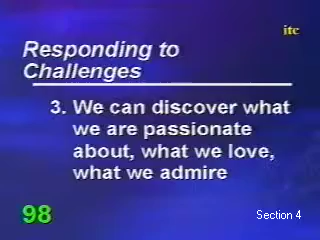 itc
Responding to
Challenges
3. We can discover what
we are passionate
about, what we love,
what we admire
98
Section 4